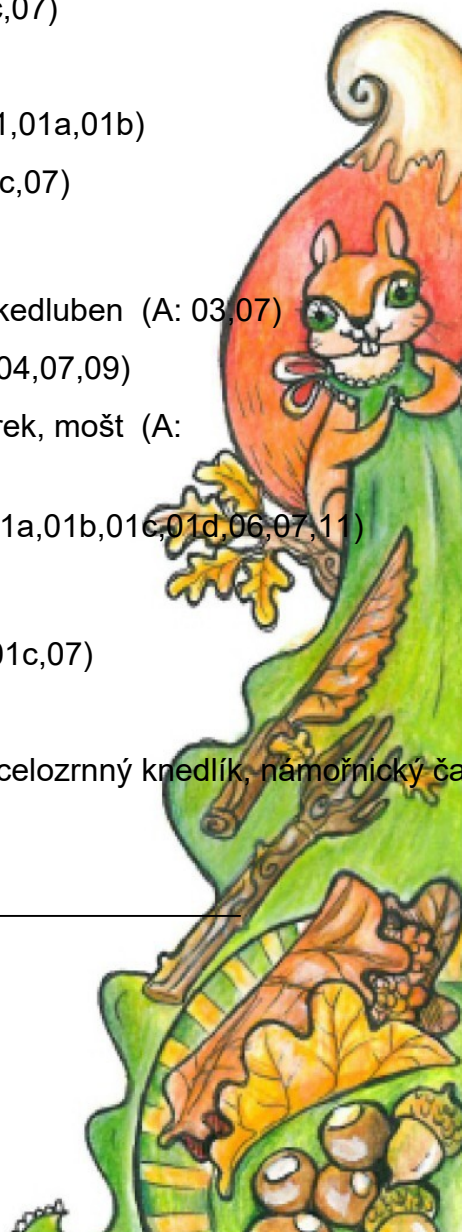 c,07)
1,01a,01b)
c,07)
kedluben (A: 03,07)
04,07,09)
rek, mošt (A:
1a,01b,01c,01d,06,07,11)
01c,07)
celozrnný knedlík, námořnický ča